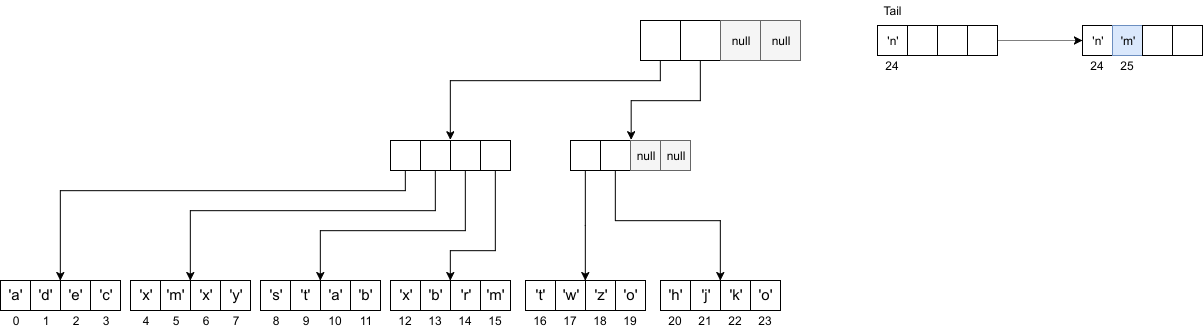 Tail
null null
'n'
'n' 'm'
24
24 25
null null
'a' 'd' 'e' 'c'
'x' 'm' 'x' 'y'
's' 't' 'a' 'b'
'x' 'b' 'r' 'm'
't' 'w' 'z' 'o'
'h' 'j' 'k' 'o'
0 1 2 3
4 5 6 7
8 9 10 11
12 13 14 15
16 17 18 19
20 21 22 23